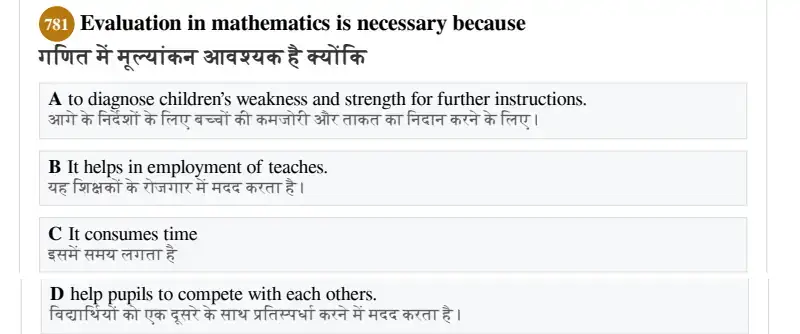 781 Evaluation in mathematics is necessary because
गणित में मूल्यांकन आवश्यक है क्योंकि
A to diagnose children's weakness and strength for further instructions.
आगे के निर्देशों के लिए बच्चों की कमजोरी और ताकत का निदान करने के लिए।
B It helps in employment of teaches.
यह शिक्षकों के रोजगार में मदद करता है।
C It consumes time
इसमें समय लगता है
D help pupils to compete with each others.
विद्यार्थियों को एक दूसरे के साथ प्रतिस्पर्धा करने में मदद करता है।